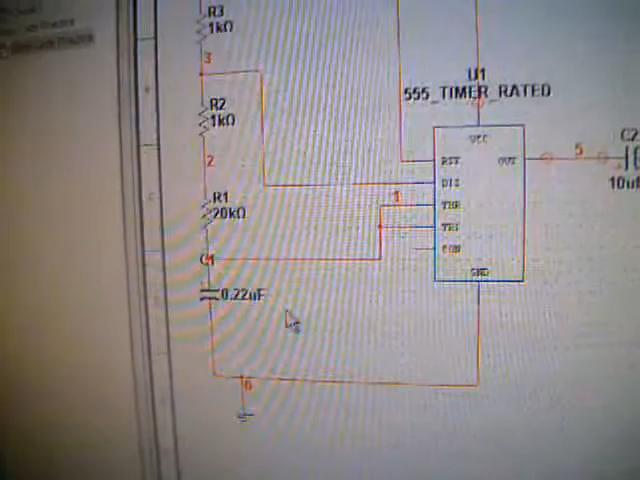 R3
1kΩ
3
U1
555_TIMER_RATED
R2
1kΩ
VCC
C2
RST
OUT
5
2
DIS
10uF
R1
1
THR
20kΩ
TRI
CON
C1
GND
0.22uF
6